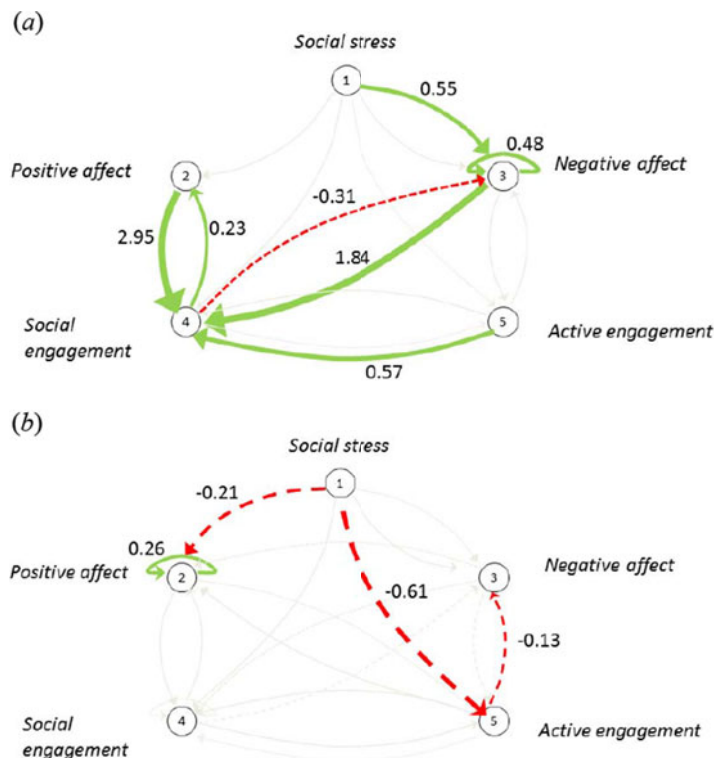 (a)
Social stress
1
0.55
0.48
Positive affect
2
3
Negative affect
-0.31
2.95
0.23
1.84
Social
engagement
4
5
Active engagement
0.57
(b)
Social stress
1
-0.21
0.26
Positive affect
2
3
Negative affect
-0.61
-0.13
Social
engagement
4
5
Active engagement